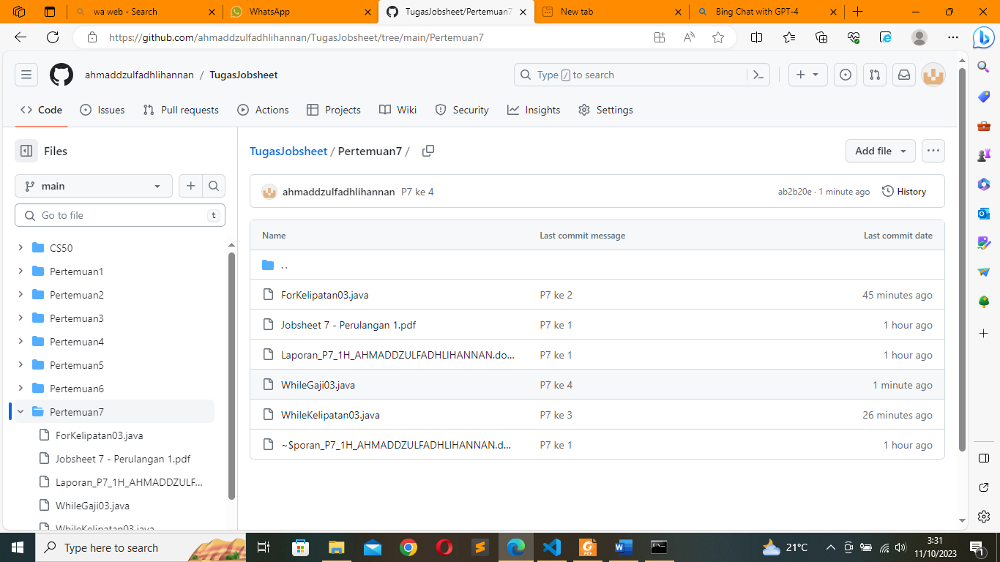 wa web - Search
WhatsApp
TugasJobsheet/Pertemuan7
New tab
Bing Chat with GPT-4
https://github.com/ahmaddzulfadhlihannan/TugasJobsheet/tree/main/Pertemuan7
ahmaddzulfadhlihannan / TugasJobsheet
Type / to search
Code
Issues
Pull requests
Actions
Projects
Wiki
Security
Insights
Settings
Files
TugasJobsheet / Pertemuan7 /
Add file
main
ahmaddzulfadhlihannan P7 ke 4
ab2b20e · 1 minute ago
History
Go to file
t
Name Last commit message Last commit date
CS50
Pertemuan1
Pertemuan2
Pertemuan3
Pertemuan4
Pertemuan5
Pertemuan6
Pertemuan7
ForKelipatan03.java
Jobsheet 7 - Perulangan 1.pdf
Laporan_P7_1H_AHMADDZULF...
WhileGaji03.java
WhileKelipatan03.java
. .
ForKelipatan03.java P7 ke 2 45 minutes ago
Jobsheet 7 - Perulangan 1.pdf P7 ke 1 1 hour ago
Laporan_P7_1H_AHMADDZULFADHLIHANNAN.do... P7 ke 1 1 hour ago
WhileGaji03.java P7 ke 4 1 minute ago
WhileKelipatan03.java P7 ke 3 26 minutes ago
~$poran_P7_1H_AHMADDZULFADHLIHANNAN.d... P7 ke 1 1 hour ago
Type here to search
21°C
3:31
11/10/2023
1